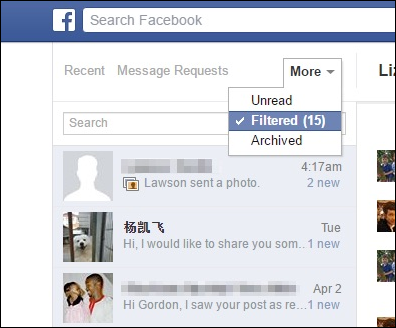 f Search Facebook
Recent Message Requests More
Liz
Unread
Filtered (15)
Archived
Search
4:17am
Lawson sent a photo. 2 new
杨凯飞 Tue
Hi, I would like to share you som... 1 new
Apr 2
Hi Gordon, I saw your post as re... 1 new